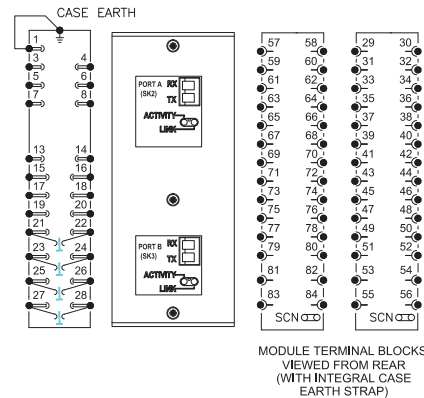 CASE EARTH
1
3 4
5 6
7 8
13 14
15 16
17 18
19 20
21 22
23 24
25 26
27 28
PORT A RX
(SK2) TX
ACTIVITY
LINK
PORT B RX
(SK3) TX
ACTIVITY
LINK
57 58
59 60
61 62
63 64
65 66
67 68
69 70
71 72
73 74
75 76
77 78
79 80
81 82
83 84
SCN
29 30
31 32
33 34
35 36
37 38
39 40
41 42
43 44
45 46
47 48
49 50
51 52
53 54
55 56
SCN
MODULE TERMINAL BLOCKS
VIEWED FROM REAR
(WITH INTEGRAL CASE
EARTH STRAP)